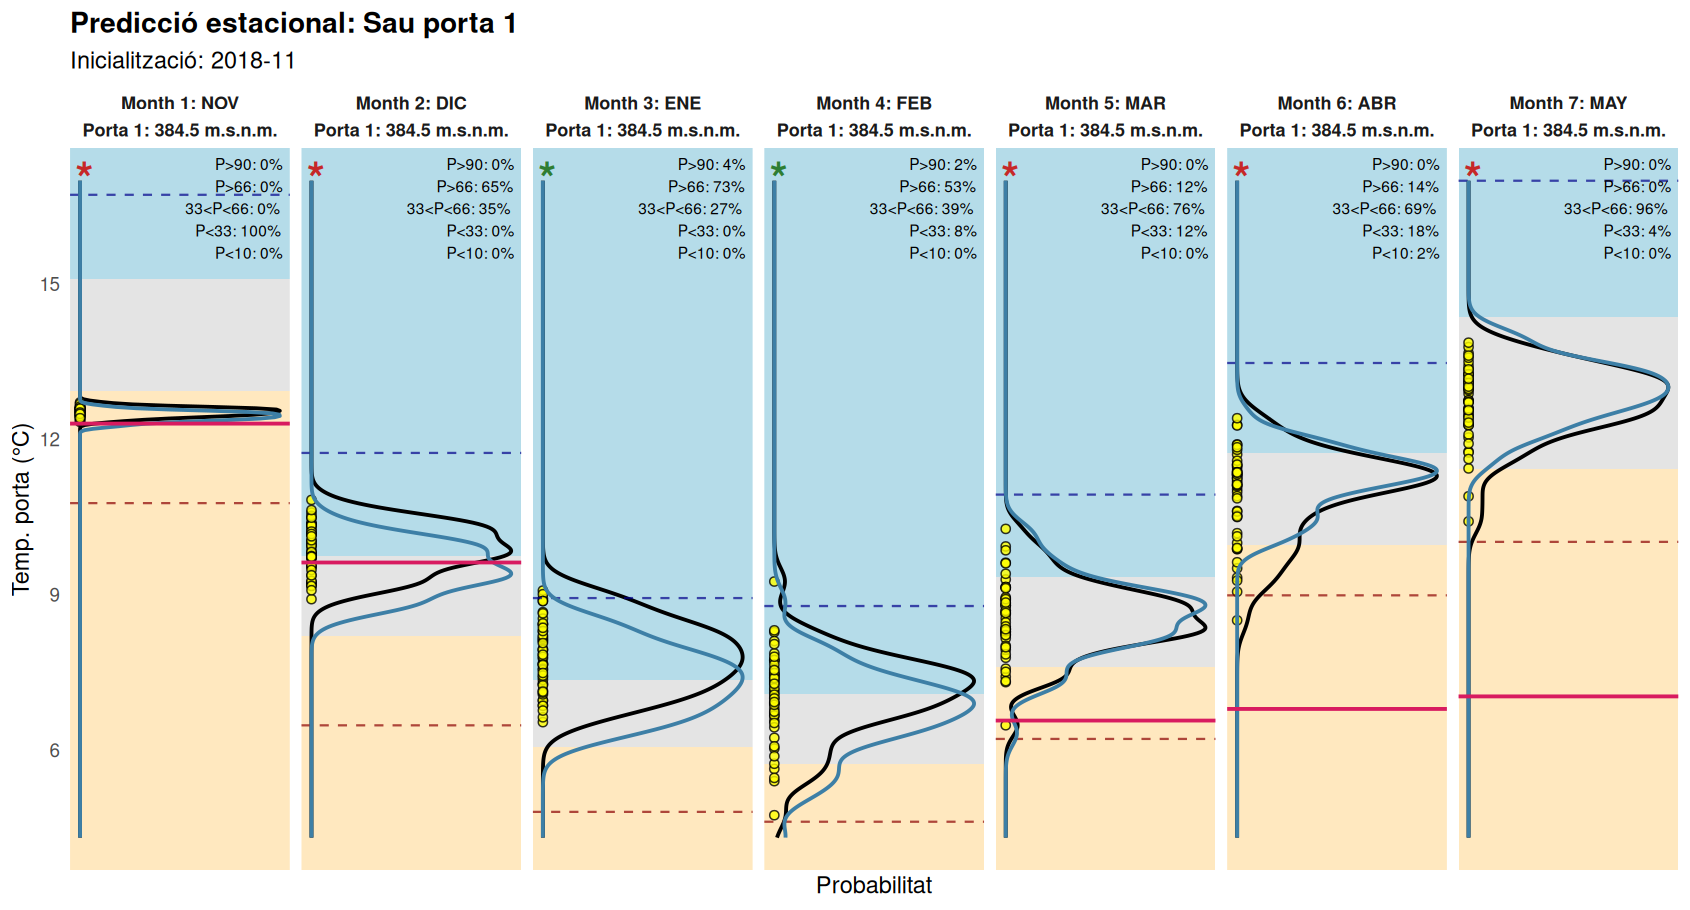 Predicció estacional: Sau porta 1
Inicialització: 2018-11
Month 1: NOV
Porta 1: 384.5 m.s.n.m.
Month 2: DIC
Porta 1: 384.5 m.s.n.m.
Month 3: ENE
Porta 1: 384.5 m.s.n.m.
Month 4: FEB
Porta 1: 384.5 m.s.n.m.
Month 5: MAR
Porta 1: 384.5 m.s.n.m.
Month 6: ABR
Porta 1: 384.5 m.s.n.m.
Month 7: MAY
Porta 1: 384.5 m.s.n.m.
*
P>90: 0%
P>66: 0%
33<P<66: 0%
P<33: 100%
P<10: 0%
*
P>90: 0%
P>66: 65%
33<P<66: 35%
P<33: 0%
P<10: 0%
*
P>90: 4%
P>66: 73%
33<P<66: 27%
P<33: 0%
P<10: 0%
*
P>90: 2%
P>66: 53%
33<P<66: 39%
P<33: 8%
P<10: 0%
*
P>90: 0%
P>66: 12%
33<P<66: 76%
P<33: 12%
P<10: 0%
*
P>90: 0%
P>66: 14%
33<P<66: 69%
P<33: 18%
P<10: 2%
*
P>90: 0%
P>66: 0%
33<P<66: 96%
P<33: 4%
P<10: 0%
15
12
9
6
Temp. porta (°C)
Probabilitat